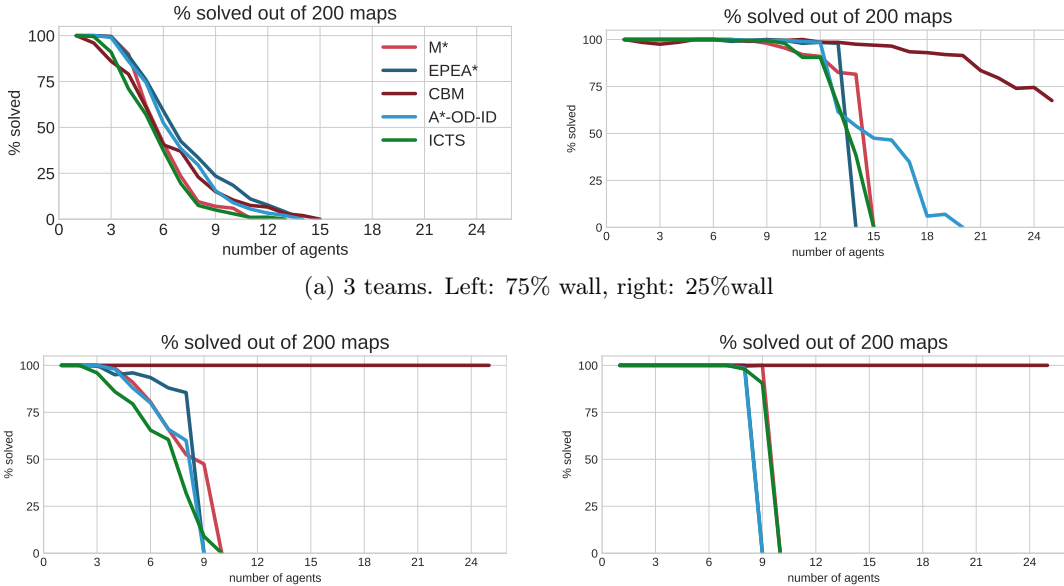 % solved out of 200 maps
% solved
100
75
50
25
0
0 3 6 9 12 15 18 21 24
number of agents
M*
EPEA*
CBM
A*-OD-ID
ICTS
% solved out of 200 maps
% solved
100
75
50
25
0
0 3 6 9 12 15 18 21 24
number of agents
(a) 3 teams. Left: 75% wall, right: 25%wall
% solved out of 200 maps
% solved
100
75
50
25
0
0 3 6 9 12 15 18 21 24
number of agents
% solved out of 200 maps
% solved
100
75
50
25
0
0 3 6 9 12 15 18 21 24
number of agents